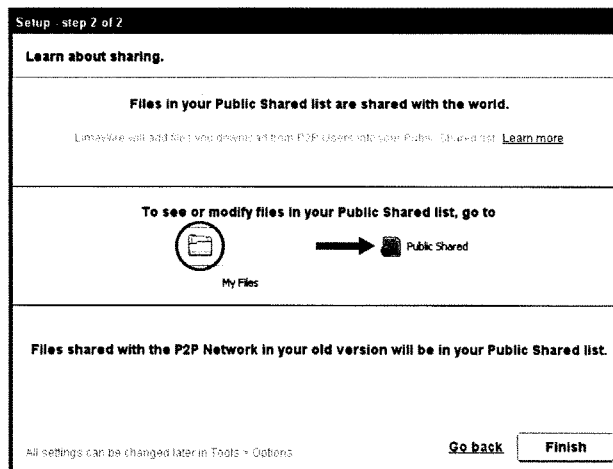 Setup - step 2 of 2
Learn about sharing.
Files in your Public Shared list are shared with the world.
LimeWire will add files you download from P2P Users into your Public Shared list. Learn more
To see or modify files in your Public Shared list, go to
Public Shared
My Files
Files shared with the P2P Network in your old version will be in your Public Shared list.
All settings can be changed later in Tools > Options
Go back
Finish